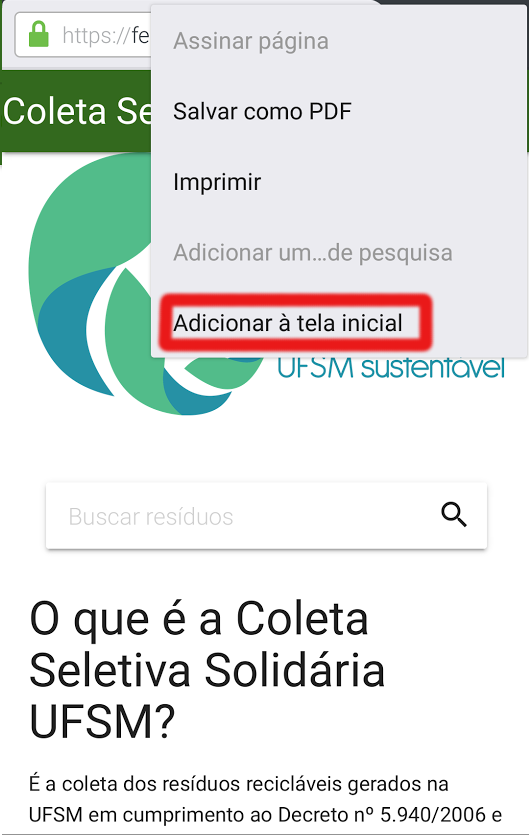 https://fe
Assinar página
Coleta Se
Salvar como PDF
Imprimir
Adicionar um...de pesquisa
Adicionar à tela inicial
UFSM sustentável
Buscar resíduos
O que é a Coleta
Seletiva Solidária
UFSM?
É a coleta dos resíduos recicláveis gerados na
UFSM em cumprimento ao Decreto nº 5.940/2006 e